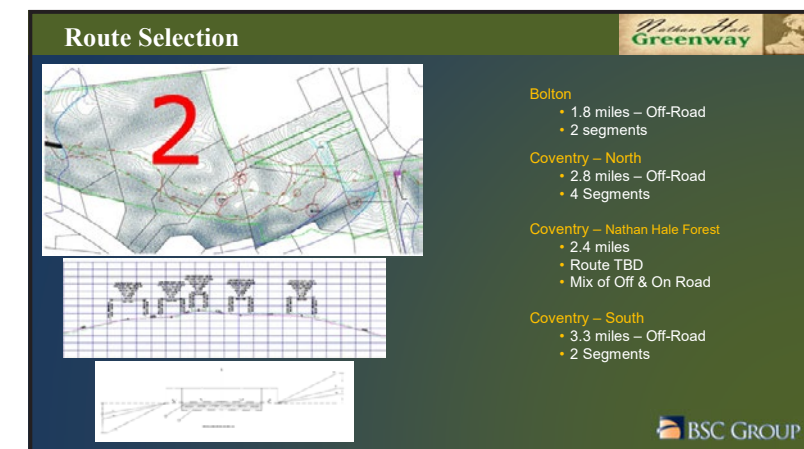 Route Selection
Nathan Hale
Greenway
2
Bolton
• 1.8 miles – Off-Road
• 2 segments
Coventry – North
• 2.8 miles – Off-Road
• 4 Segments
Coventry – Nathan Hale Forest
• 2.4 miles
• Route TBD
• Mix of Off & On Road
Coventry – South
• 3.3 miles – Off-Road
• 2 Segments
BSC GROUP